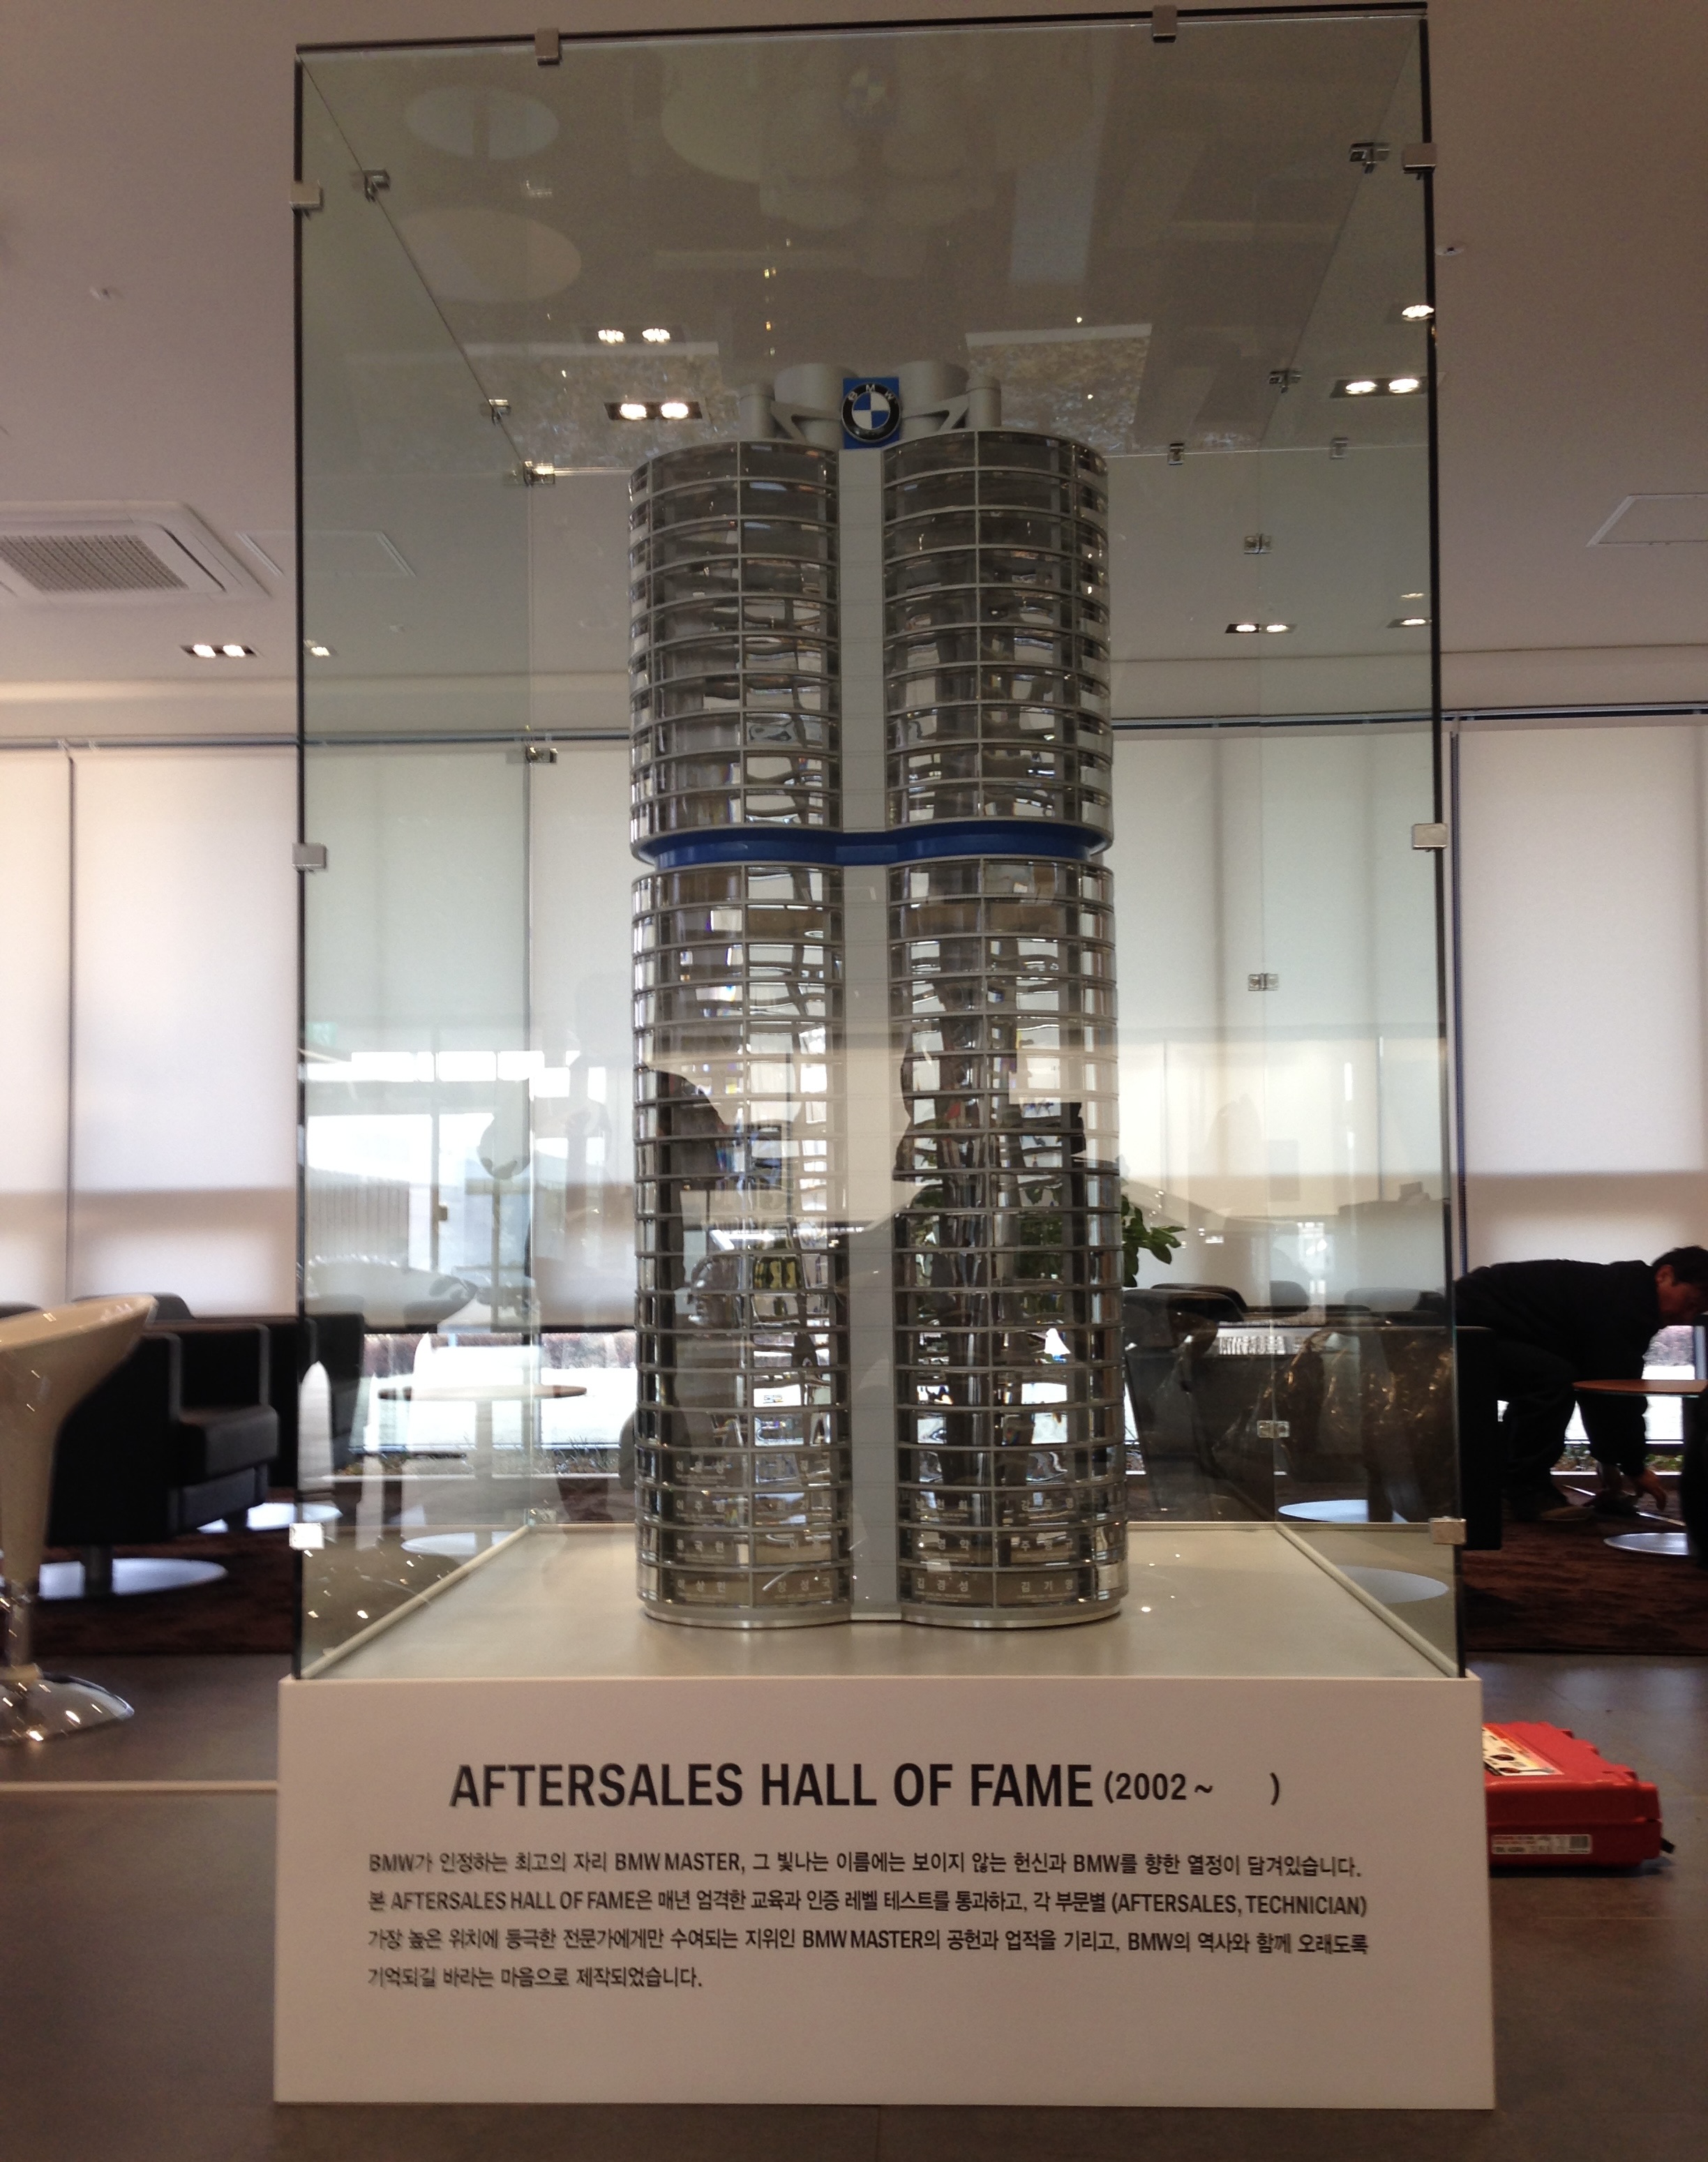 BMW
AFTERSALES HALL OF FAME (2002 ~ )
BMW가 인정하는 최고의 자리 BMW MASTER, 그 빛나는 이름에는 보이지 않는 헌신과 BMW를 향한 열정이 담겨있습니다.
본 AFTERSALES HALL OF FAME은 매년 엄격한 교육과 인증 레벨 테스트를 통과하고, 각 부문별 (AFTERSALES, TECHNICIAN)
가장 높은 위치에 등극한 전문가에게만 수여되는 지위인 BMW MASTER의 공헌과 업적을 기리고, BMW의 역사와 함께 오래도록
기억되길 바라는 마음으로 제작되었습니다.